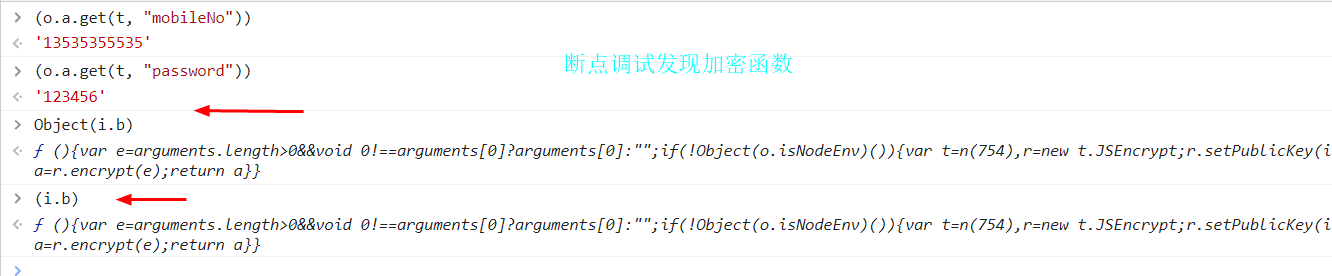 (o.a.get(t, "mobileNo"))
'13535355535'
断点调试发现加密函数
(o.a.get(t, "password"))
'123456'
Object(i.b)
ƒ (){var e=arguments.length>0&&void 0!==arguments[0]?arguments[0]:"";if(!Object(o.isNodeEnv)()){var t=n(754),r=new t.JSEncrypt;r.setPublicKey(i
a=r.encrypt(e);return a}}
(i.b)
ƒ (){var e=arguments.length>0&&void 0!==arguments[0]?arguments[0]:"";if(!Object(o.isNodeEnv)()){var t=n(754),r=new t.JSEncrypt;r.setPublicKey(i
a=r.encrypt(e);return a}}